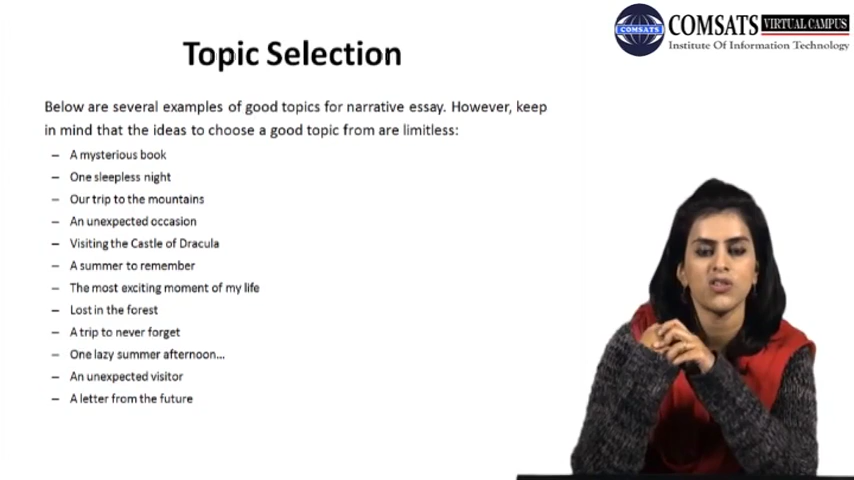 COMSATS
COMSATS VIRTUAL CAMPUS
Institute Of Information Technology
Topic Selection
Below are several examples of good topics for narrative essay. However, keep
in mind that the ideas to choose a good topic from are limitless:
– A mysterious book
– One sleepless night
– Our trip to the mountains
– An unexpected occasion
– Visiting the Castle of Dracula
– A summer to remember
– The most exciting moment of my life
– Lost in the forest
– A trip to never forget
– One lazy summer afternoon...
– An unexpected visitor
– A letter from the future